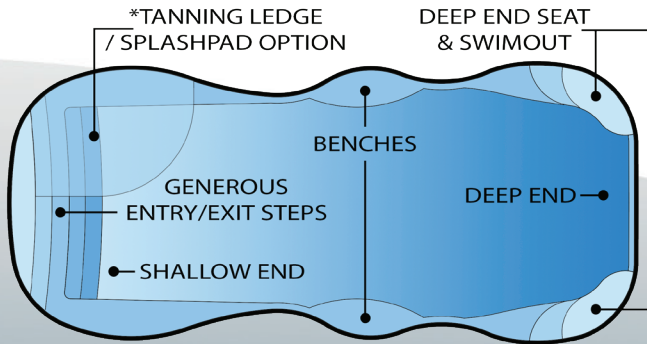 *TANNING LEDGE
/ SPLASHPAD OPTION
DEEP END SEAT
& SWIMOUT
BENCHES
GENEROUS
ENTRY/EXIT STEPS
DEEP END
SHALLOW END